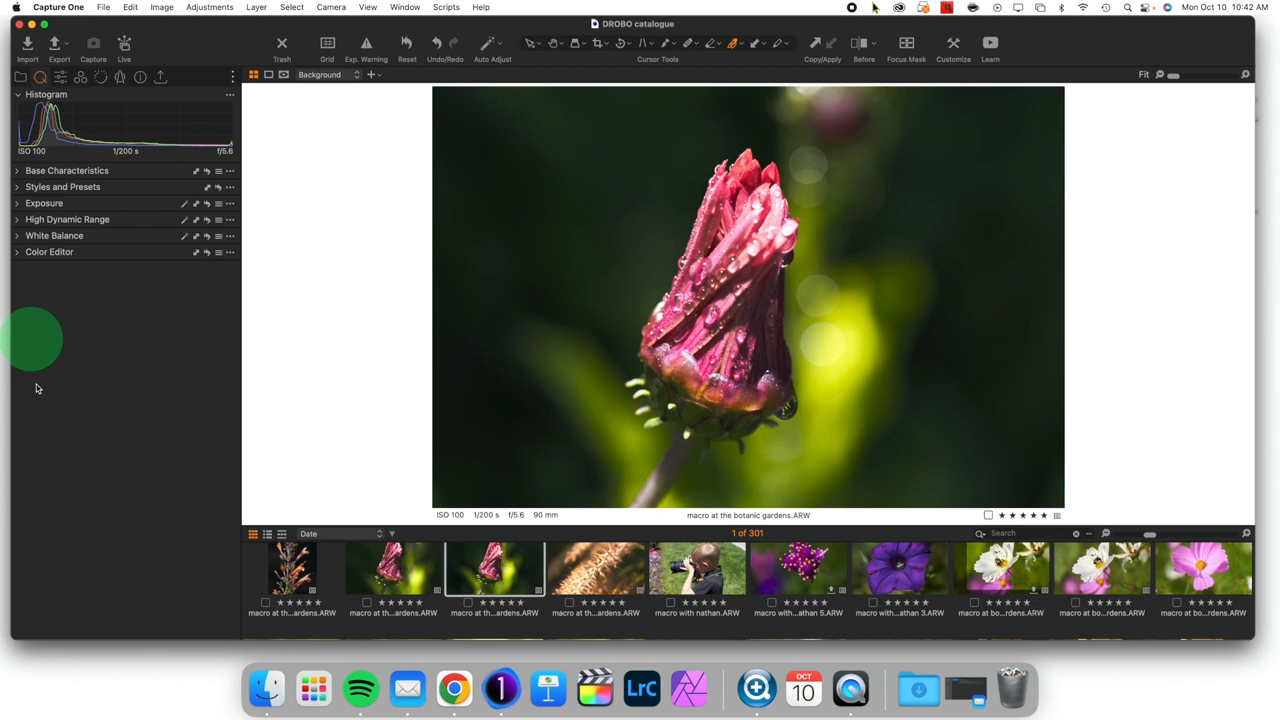 Capture One File Edit Image Adjustments Layer Select Camera View Window Scripts Help Mon Oct 10 10:42 AM
DROBO catalogue
Import Export Capture Live Trash Grid Exp. Warning Reset Undo/Redo Auto Adjust Cursor Tools Copy/Apply Before Focus Mask Customize Learn
Background Fit
Histogram
ISO 100 1/200 s f/5.6
Base Characteristics
Styles and Presets
Exposure
High Dynamic Range
White Balance
Color Editor
ISO 100 1/200 s f/5.6 90 mm macro at the botanic gardens.ARW
Date 1 of 301 Search
macro at th...ardens.ARW macro at th...ardens.ARW macro at th...ardens.ARW macro at th...ardens.ARW macro with nathan.ARW macro with...athan 5.ARW macro with...athan 3.ARW macro at bo...rdens.ARW macro at bo...rdens.ARW macro at bo...rdens.ARW
1 LrC OCT
10